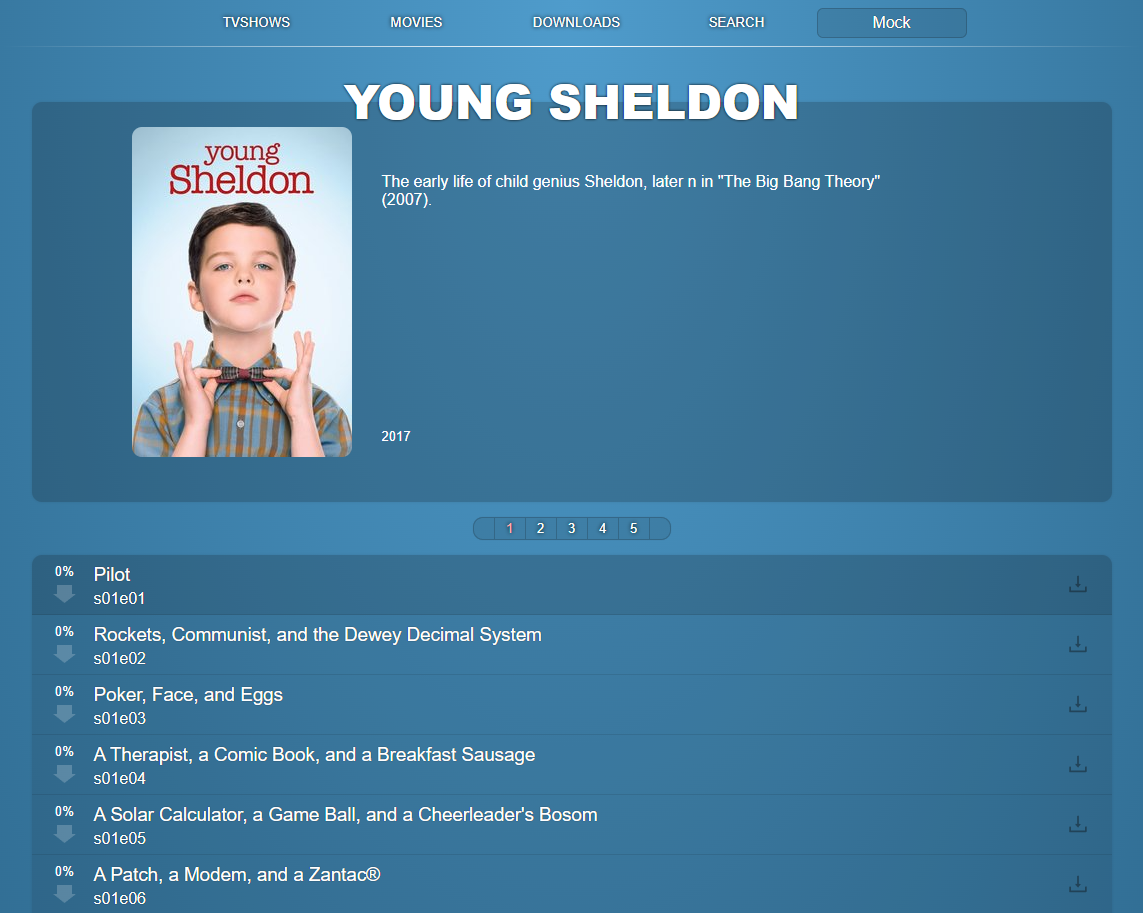 TVSHOWS MOVIES DOWNLOADS SEARCH Mock
YOUNG SHELDON
young
Sheldon
The early life of child genius Sheldon, later n in "The Big Bang Theory"
(2007).
2017
1 2 3 4 5
0% Pilot
s01e01
0% Rockets, Communist, and the Dewey Decimal System
s01e02
0% Poker, Face, and Eggs
s01e03
0% A Therapist, a Comic Book, and a Breakfast Sausage
s01e04
0% A Solar Calculator, a Game Ball, and a Cheerleader's Bosom
s01e05
0% A Patch, a Modem, and a Zantac®
s01e06